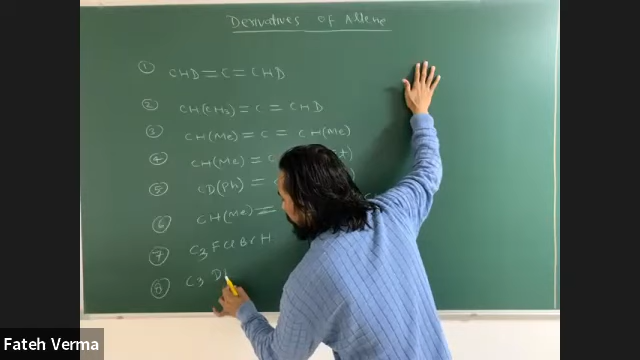 Derivatives of Allene
① CHD = C = CHD
② CH(CH3) = C = CHD
③ CH(Me) = C = CH(Me)
④ CH(Me) = C
⑤ CD(Ph) =
⑥ CH(Me) =
⑦ C3FClBrH
⑧ C3 D
Fateh Verma